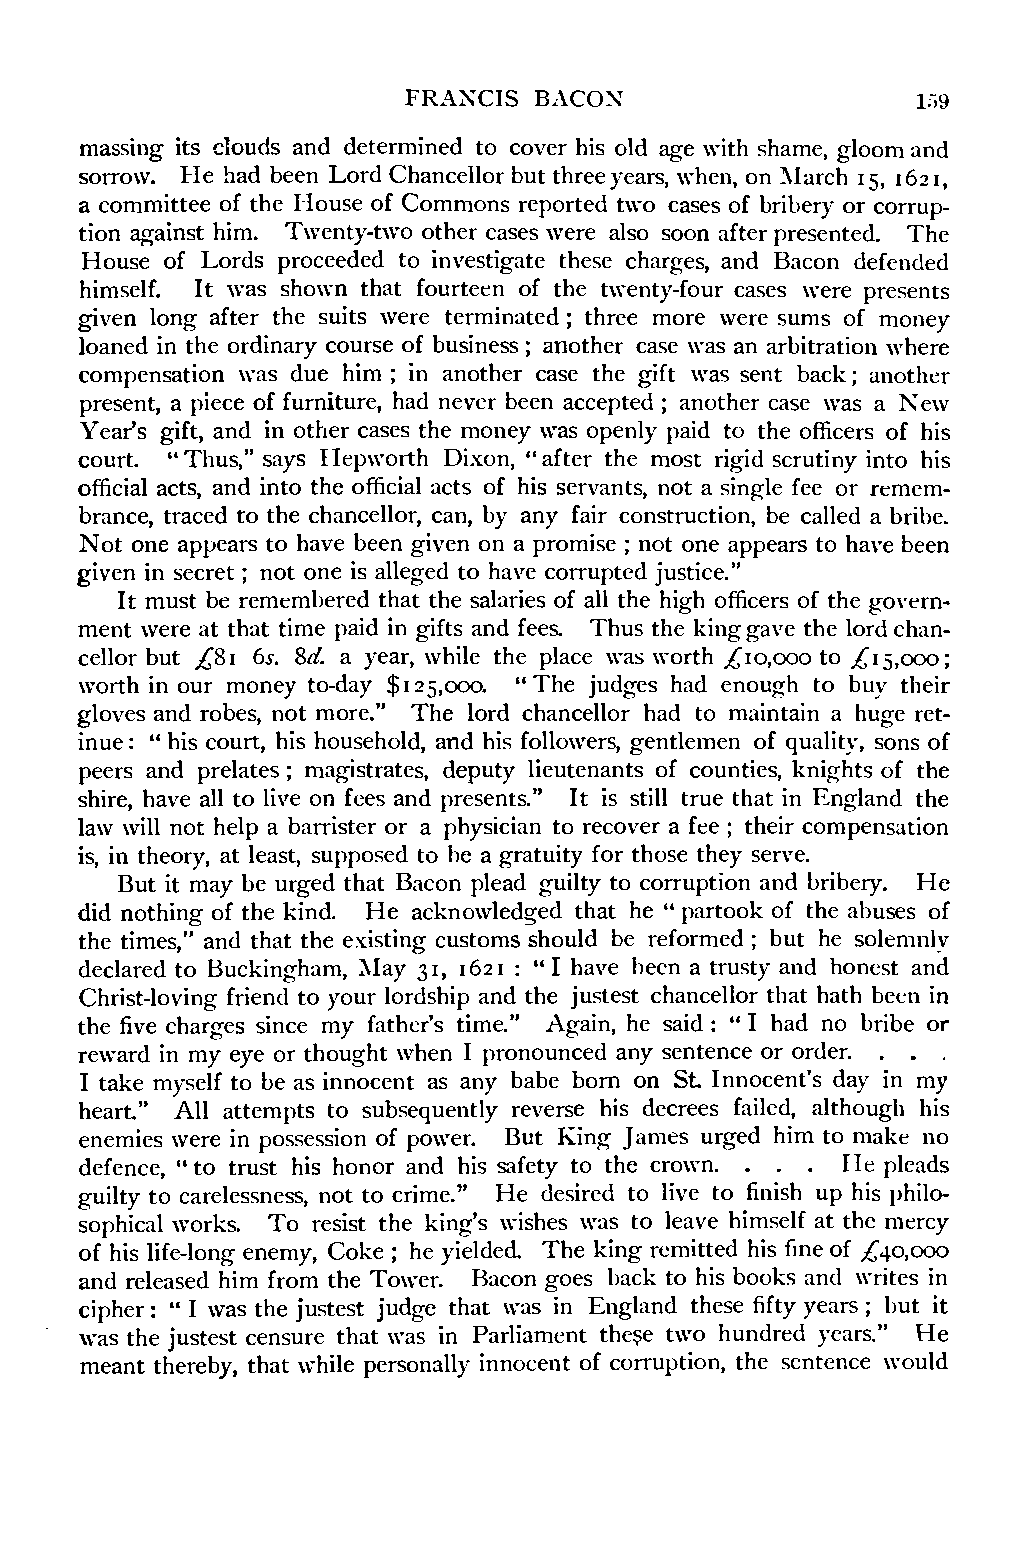 FRANCIS BACON 159
massing its clouds and determined to cover his old age with shame, gloom and
sorrow. He had been Lord Chancellor but three years, when, on March 15, 1621,
a committee of the House of Commons reported two cases of bribery or corrup-
tion against him. Twenty-two other cases were also soon after presented. The
House of Lords proceeded to investigate these charges, and Bacon defended
himself. It was shown that fourteen of the twenty-four cases were presents
given long after the suits were terminated; three more were sums of money
loaned in the ordinary course of business; another case was an arbitration where
compensation was due him; in another case the gift was sent back; another
present, a piece of furniture, had never been accepted; another case was a New
Year's gift, and in other cases the money was openly paid to the officers of his
court. "Thus," says Hepworth Dixon, "after the most rigid scrutiny into his
official acts, and into the official acts of his servants, not a single fee or remem-
brance, traced to the chancellor, can, by any fair construction, be called a bribe.
Not one appears to have been given on a promise; not one appears to have been
given in secret; not one is alleged to have corrupted justice."
It must be remembered that the salaries of all the high officers of the govern-
ment were at that time paid in gifts and fees. Thus the king gave the lord chan-
cellor but £81 6s. 8d. a year, while the place was worth £10,000 to £15,000;
worth in our money to-day $125,000. "The judges had enough to buy their
gloves and robes, not more." The lord chancellor had to maintain a huge ret-
inue: "his court, his household, and his followers, gentlemen of quality, sons of
peers and prelates; magistrates, deputy lieutenants of counties, knights of the
shire, have all to live on fees and presents." It is still true that in England the
law will not help a barrister or a physician to recover a fee; their compensation
is, in theory, at least, supposed to be a gratuity for those they serve.
But it may be urged that Bacon plead guilty to corruption and bribery. He
did nothing of the kind. He acknowledged that he "partook of the abuses of
the times," and that the existing customs should be reformed; but he solemnly
declared to Buckingham, May 31, 1621: "I have been a trusty and honest and
Christ-loving friend to your lordship and the justest chancellor that hath been in
the five charges since my father's time." Again, he said: "I had no bribe or
reward in my eye or thought when I pronounced any sentence or order. . . .
I take myself to be as innocent as any babe born on St. Innocent's day in my
heart." All attempts to subsequently reverse his decrees failed, although his
enemies were in possession of power. But King James urged him to make no
defence, "to trust his honor and his safety to the crown. . . . He pleads
guilty to carelessness, not to crime." He desired to live to finish up his philo-
sophical works. To resist the king's wishes was to leave himself at the mercy
of his life-long enemy, Coke; he yielded. The king remitted his fine of £40,000
and released him from the Tower. Bacon goes back to his books and writes in
cipher: "I was the justest judge that was in England these fifty years; but it
was the justest censure that was in Parliament these two hundred years." He
meant thereby, that while personally innocent of corruption, the sentence would